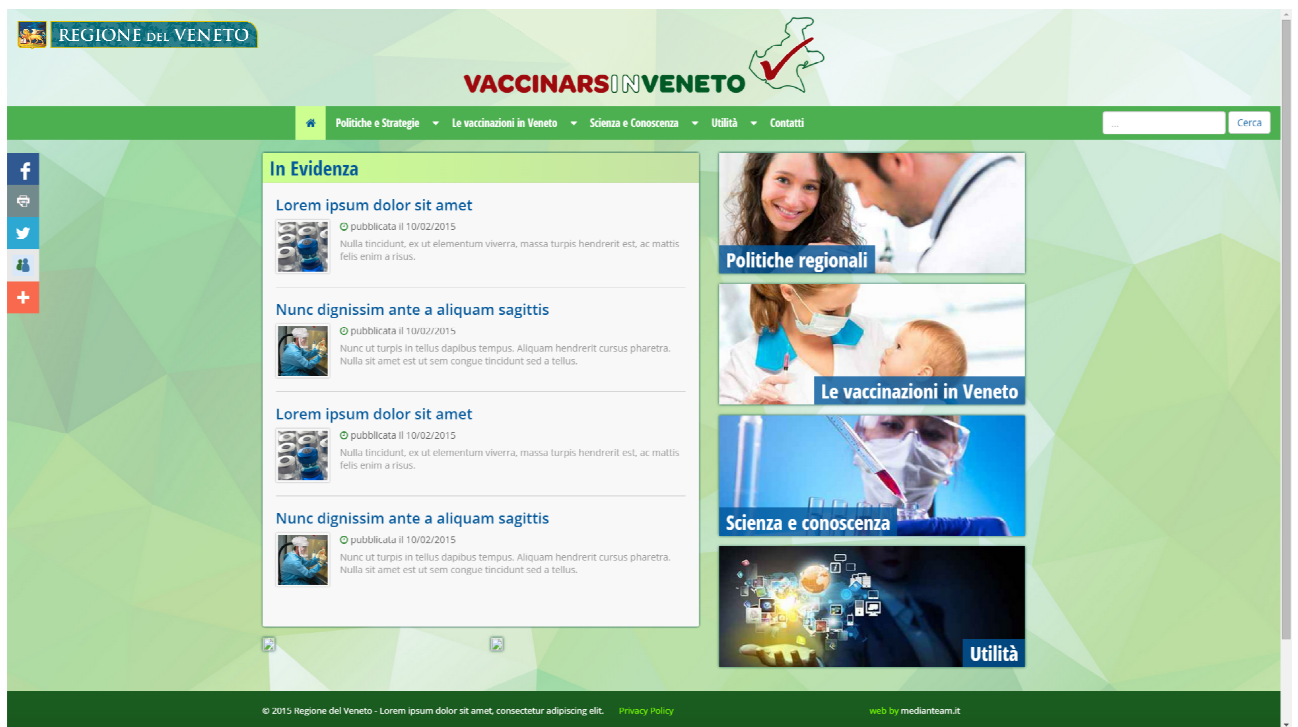 REGIONE DEL VENETO
VACCINARSINVENETO
Politiche e Strategie
Le vaccinazioni in Veneto
Scienza e Conoscenza
Utilità
Contatti
...
Cerca
In Evidenza
Lorem ipsum dolor sit amet
pubblicata il 10/02/2015
Nulla tincidunt, ex ut elementum viverra, massa turpis hendrerit est, ac mattis
felis enim a risus.
Nunc dignissim ante a aliquam sagittis
pubblicata il 10/02/2015
Nunc ut turpis in tellus dapibus tempus. Aliquam hendrerit cursus pharetra.
Nulla sit amet est ut sem congue tincidunt sed a tellus.
Lorem ipsum dolor sit amet
pubblicata il 10/02/2015
Nulla tincidunt, ex ut elementum viverra, massa turpis hendrerit est, ac mattis
felis enim a risus.
Nunc dignissim ante a aliquam sagittis
pubblicata il 10/02/2015
Nunc ut turpis in tellus dapibus tempus. Aliquam hendrerit cursus pharetra.
Nulla sit amet est ut sem congue tincidunt sed a tellus.
Politiche regionali
Le vaccinazioni in Veneto
Scienza e conoscenza
Utilità
© 2015 Regione del Veneto - Lorem ipsum dolor sit amet, consectetur adipiscing elit. Privacy Policy
web by medianteam.it